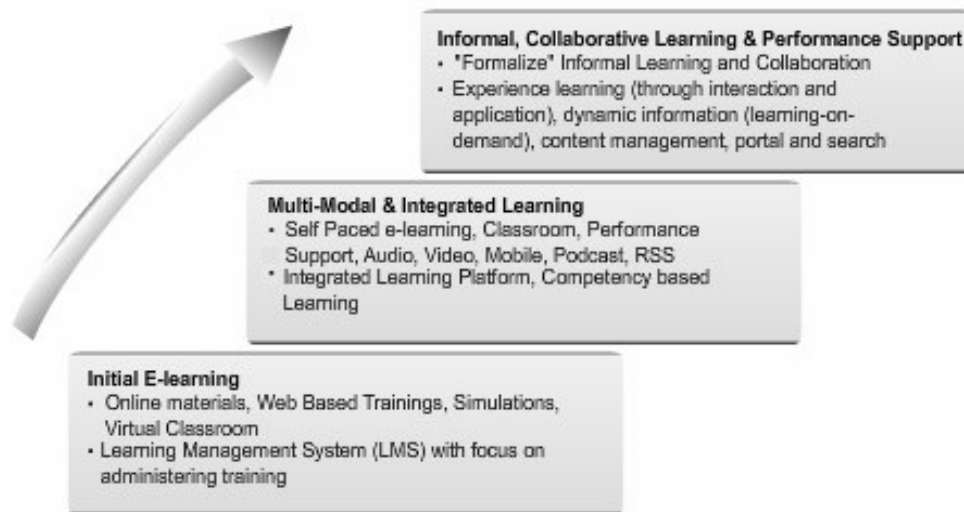 Informal, Collaborative Learning & Performance Support
• "Formalize" Informal Learning and Collaboration
• Experience learning (through interaction and
application), dynamic information (learning-on-
demand), content management, portal and search
Multi-Modal & Integrated Learning
• Self Paced e-learning, Classroom, Performance
Support, Audio, Video, Mobile, Podcast, RSS
• Integrated Learning Platform, Competency based
Learning
Initial E-learning
• Online materials, Web Based Trainings, Simulations,
Virtual Classroom
• Learning Management System (LMS) with focus on
administering training